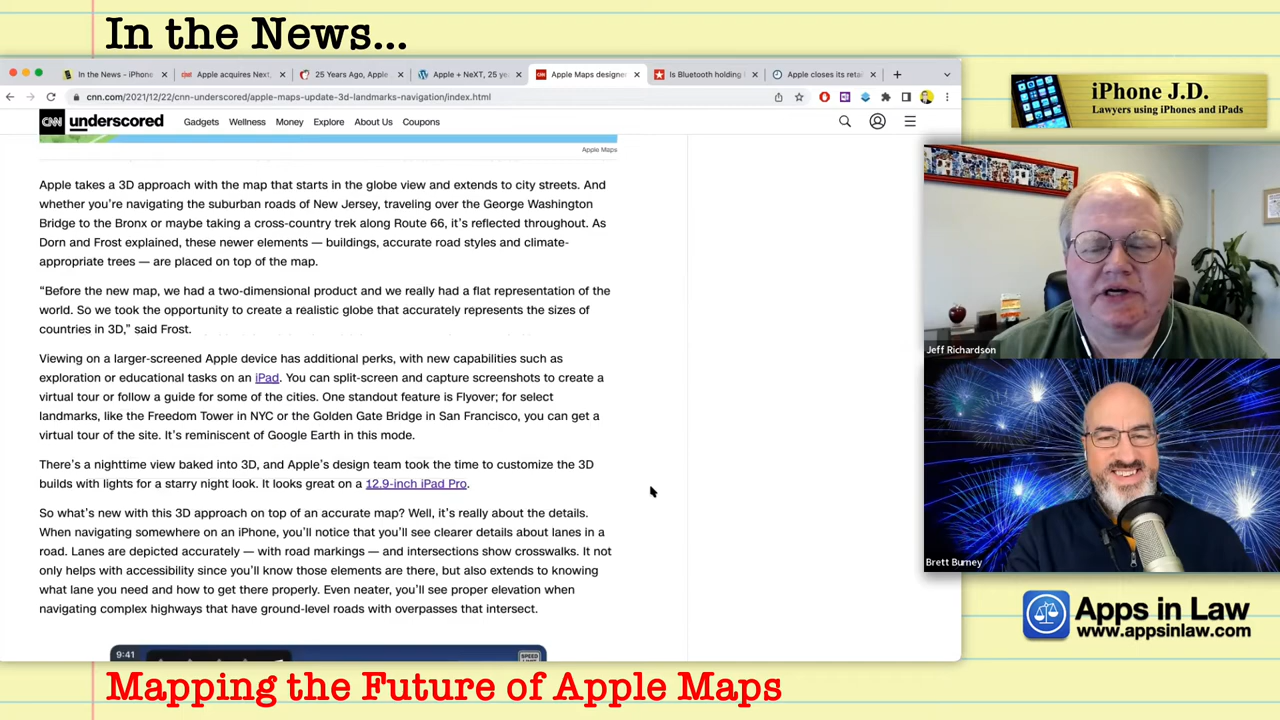 In the News...
In the News - iPhone
Apple acquires Next,
25 Years Ago, Apple
Apple + NeXT, 25 ye
Apple Maps designe
Is Bluetooth holding
Apple closes its reta
cnn.com/2021/12/22/cnn-underscored/apple-maps-update-3d-landmarks-navigation/index.html
CNN underscored
Gadgets
Wellness
Money
Explore
About Us
Coupons
Apple Maps
Apple takes a 3D approach with the map that starts in the globe view and extends to city streets. And
whether you're navigating the suburban roads of New Jersey, traveling over the George Washington
Bridge to the Bronx or maybe taking a cross-country trek along Route 66, it's reflected throughout. As
Dorn and Frost explained, these newer elements — buildings, accurate road styles and climate-
appropriate trees — are placed on top of the map.
“Before the new map, we had a two-dimensional product and we really had a flat representation of the
world. So we took the opportunity to create a realistic globe that accurately represents the sizes of
countries in 3D,” said Frost.
Viewing on a larger-screened Apple device has additional perks, with new capabilities such as
exploration or educational tasks on an iPad. You can split-screen and capture screenshots to create a
virtual tour or follow a guide for some of the cities. One standout feature is Flyover; for select
landmarks, like the Freedom Tower in NYC or the Golden Gate Bridge in San Francisco, you can get a
virtual tour of the site. It's reminiscent of Google Earth in this mode.
There's a nighttime view baked into 3D, and Apple's design team took the time to customize the 3D
builds with lights for a starry night look. It looks great on a 12.9-inch iPad Pro.
So what's new with this 3D approach on top of an accurate map? Well, it's really about the details.
When navigating somewhere on an iPhone, you'll notice that you'll see clearer details about lanes in a
road. Lanes are depicted accurately — with road markings — and intersections show crosswalks. It not
only helps with accessibility since you'll know those elements are there, but also extends to knowing
what lane you need and how to get there properly. Even neater, you'll see proper elevation when
navigating complex highways that have ground-level roads with overpasses that intersect.
9:41
SPEED
iPhone J.D.
Lawyers using iPhones and iPads
Jeff Richardson
Brett Burney
Apps in Law
www.appsinlaw.com
Mapping the Future of Apple Maps